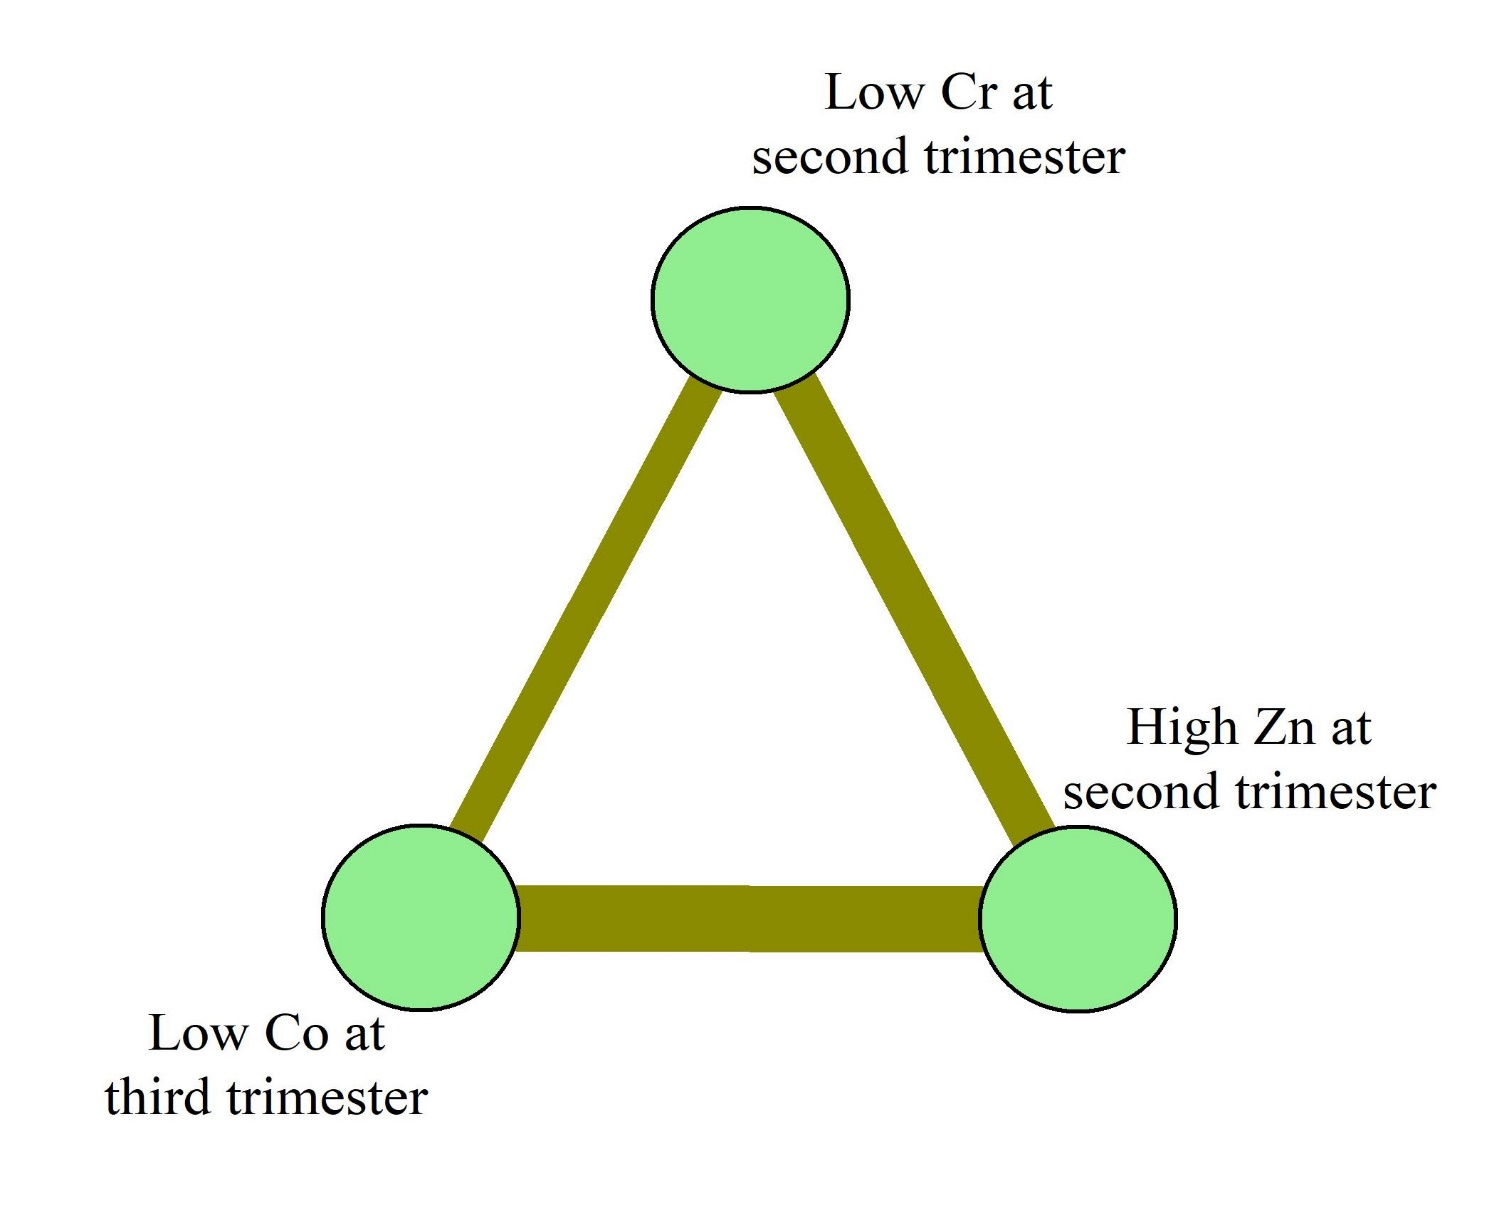 Low Cr at
second trimester
High Zn at
second trimester
Low Co at
third trimester